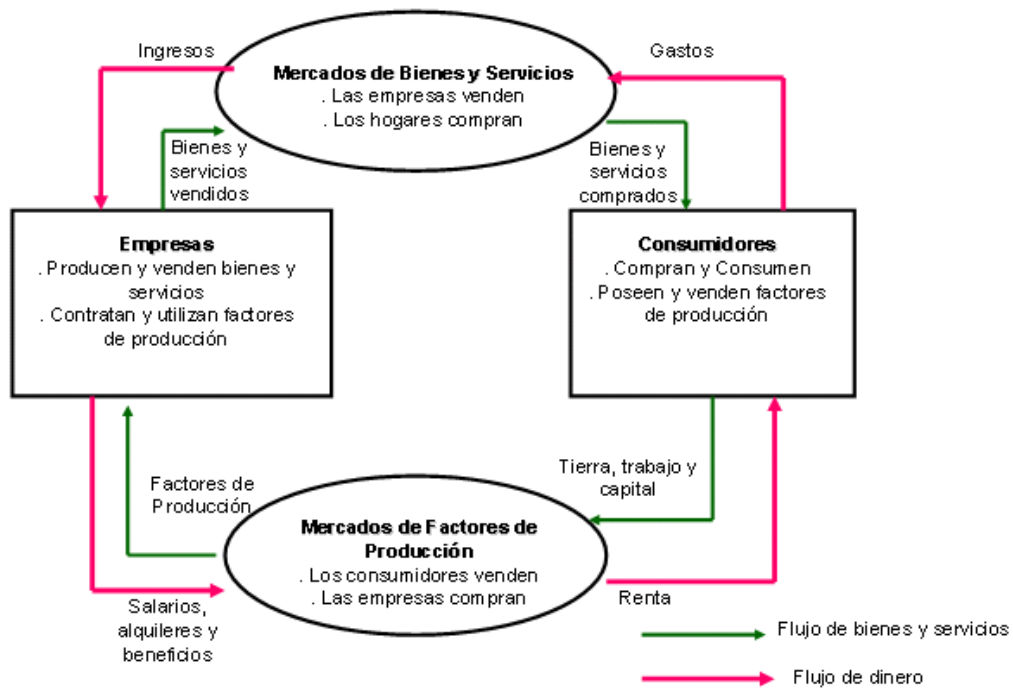 Ingresos
Gastos
Mercados de Bienes y Servicios
. Las empresas venden
. Los hogares compran
Bienes y
servicios
vendidos
Bienes y
servicios
comprados
Empresas
. Producen y venden bienes y
servicios
. Contratan y utilizan factores
de producción
Consumidores
. Compran y Consumen
. Poseen y venden factores
de producción
Factores de
Producción
Tierra, trabajo y
capital
Mercados de Factores de
Producción
. Los consumidores venden
. Las empresas compran
Salarios,
alquileres y
beneficios
Renta
Flujo de bienes y servicios
Flujo de dinero